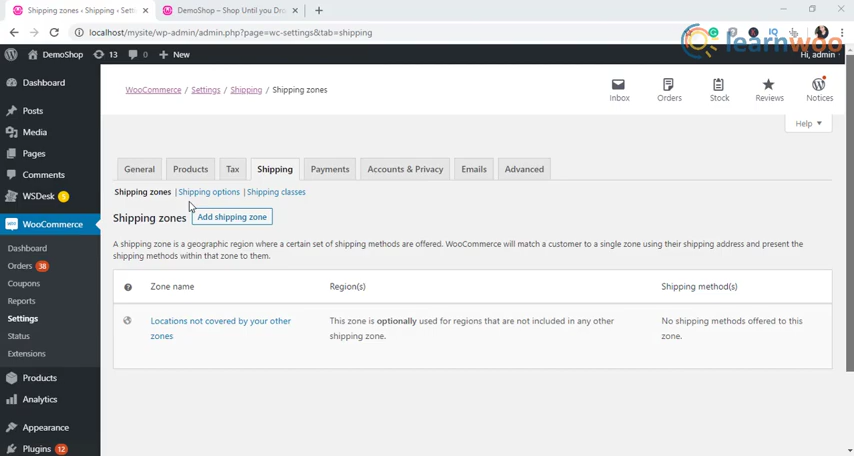 Shipping zones ‹ Shipping ‹ Sett
DemoShop – Shop Until you Dro
localhost/mysite/wp-admin/admin.php?page=wc-settings&tab=shipping
learnwoo
DemoShop 13 0 New Hi, admin
Dashboard
Posts
Media
Pages
Comments
WSDesk 1
WooCommerce
Dashboard
Orders 38
Coupons
Reports
Settings
Status
Extensions
Products
Analytics
Appearance
Plugins 12
WooCommerce / Settings / Shipping / Shipping zones
Inbox Orders Stock Reviews Notices
Help
General Products Tax Shipping Payments Accounts & Privacy Emails Advanced
Shipping zones | Shipping options | Shipping classes
Shipping zones Add shipping zone
A shipping zone is a geographic region where a certain set of shipping methods are offered. WooCommerce will match a customer to a single zone using their shipping address and present the
shipping methods within that zone to them.
Zone name Region(s) Shipping method(s)
Locations not covered by your other This zone is optionally used for regions that are not included in any other No shipping methods offered to this
zones shipping zone. zone.